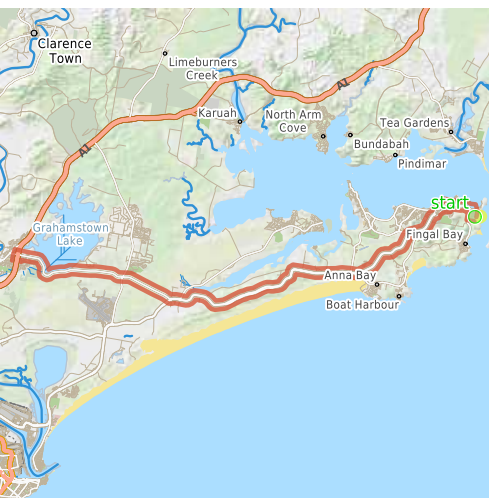 Clarence
Town
Limeburners
Creek
A1
Karuah
North Arm
Cove
Tea Gardens
Bundabah
Pindimar
A1
start
Grahamstown
Lake
Fingal Bay
Anna Bay
Boat Harbour